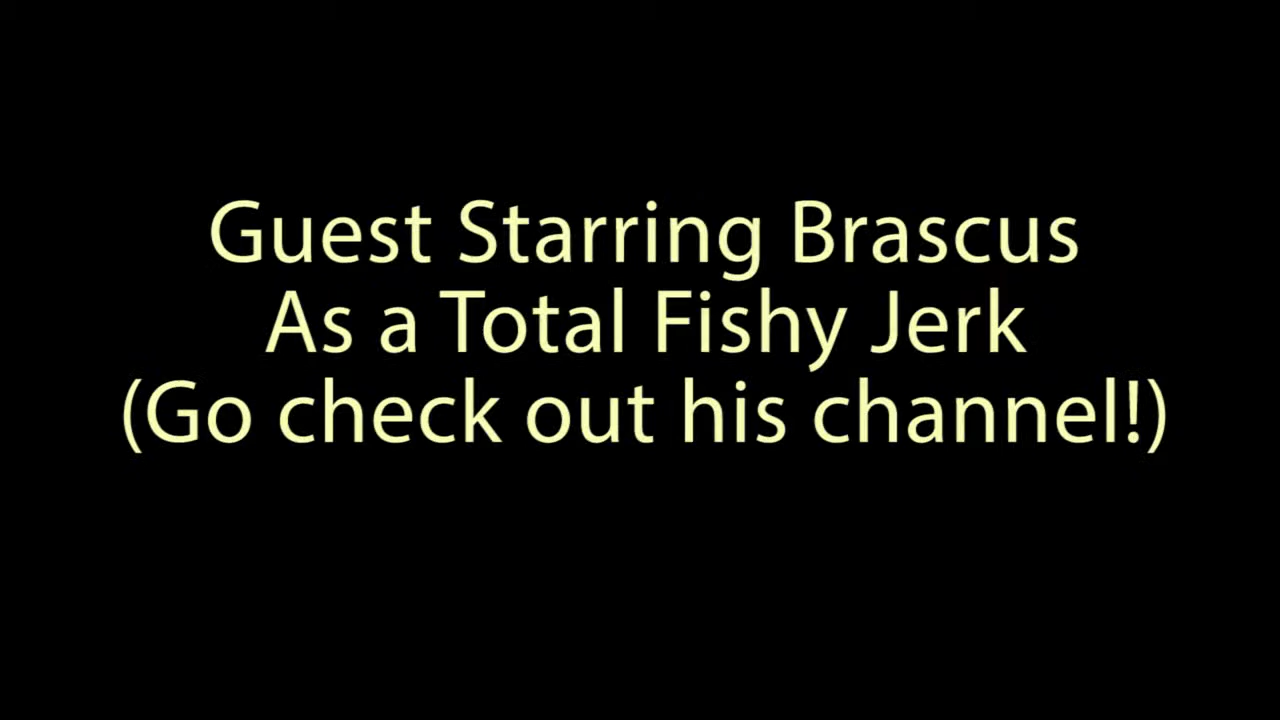 Guest Starring Brascus
As a Total Fishy Jerk
(Go check out his channel!)